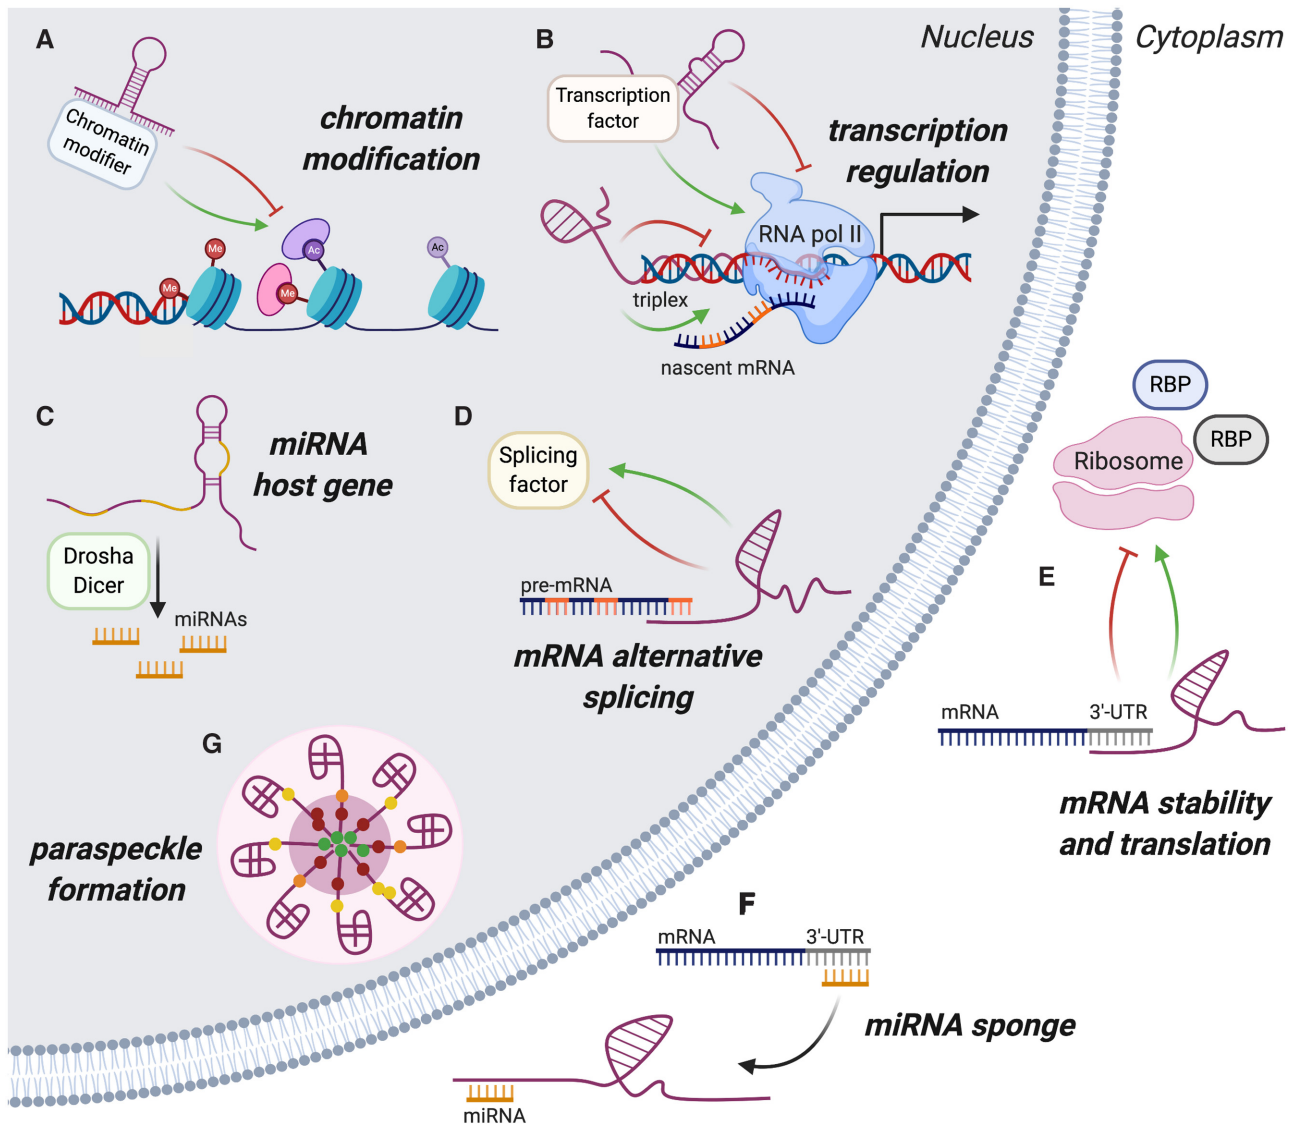 A
Chromatin
modifier
chromatin
modification
Me
Me
Ac
Me
Ac
B
Transcription
factor
Nucleus
Cytoplasm
transcription
regulation
RNA pol II
triplex
nascent mRNA
C
miRNA
host gene
Drosha
Dicer
miRNAs
D
Splicing
factor
pre-mRNA
mRNA alternative
splicing
RBP
RBP
Ribosome
E
mRNA
3'-UTR
mRNA stability
and translation
G
paraspeckle
formation
F
mRNA
3'-UTR
miRNA sponge
miRNA